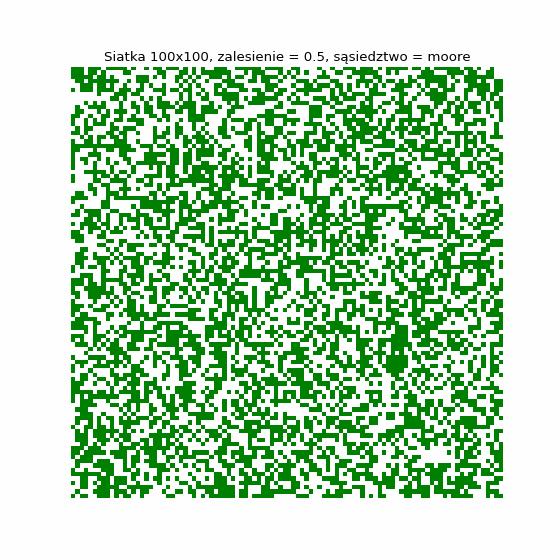 Siatka 100x100, zalesienie = 0.5, sąsiedztwo = moore